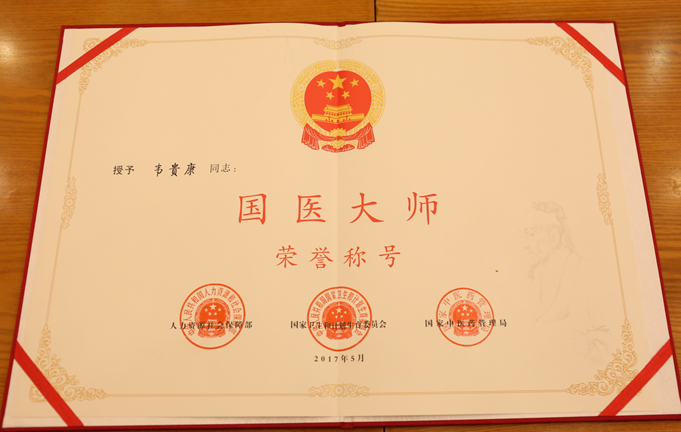 授予 韦贵康 同志：
国医大师
荣誉称号
人力资源社会保障部 国家卫生和计划生育委员会 国家中医药管理局
2017年5月